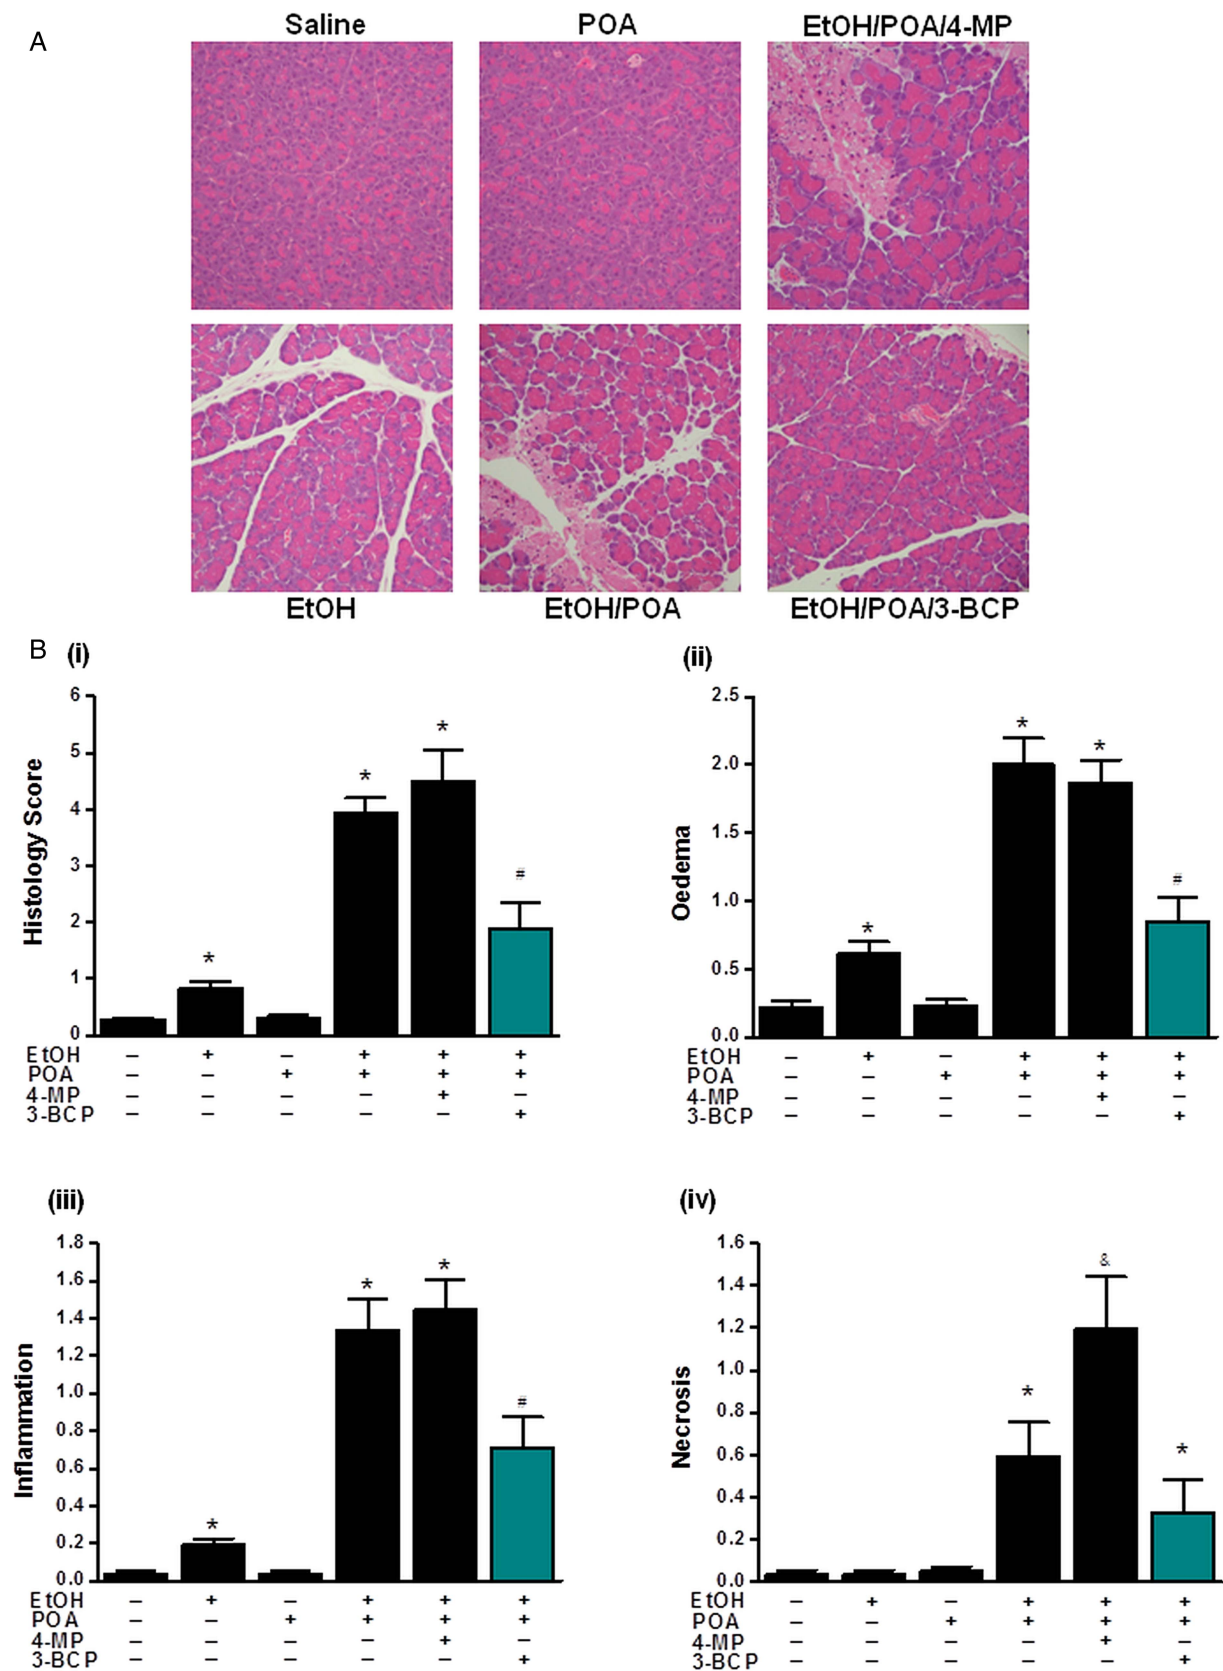 A
Saline
POA
EtOH/POA/4-MP
EtOH
EtOH/POA
EtOH/POA/3-BCP
B
(i)
Histology Score
6
5
4
3
2
1
0
*
*
*
#
EtOH – + – + + +
POA – – + + + +
4-MP – – – – + –
3-BCP – – – – – +
(ii)
Oedema
2.5
2.0
1.5
1.0
0.5
0.0
*
*
*
#
EtOH – + – + + +
POA – – + + + +
4-MP – – – – + –
3-BCP – – – – – +
(iii)
Inflammation
1.8
1.6
1.4
1.2
1.0
0.8
0.6
0.4
0.2
0.0
*
*
*
#
EtOH – + – + + +
POA – – + + + +
4-MP – – – – + –
3-BCP – – – – – +
(iv)
Necrosis
1.6
1.4
1.2
1.0
0.8
0.6
0.4
0.2
0.0
*
&
*
EtOH – + – + + +
POA – – + + + +
4-MP – – – – + –
3-BCP – – – – – +